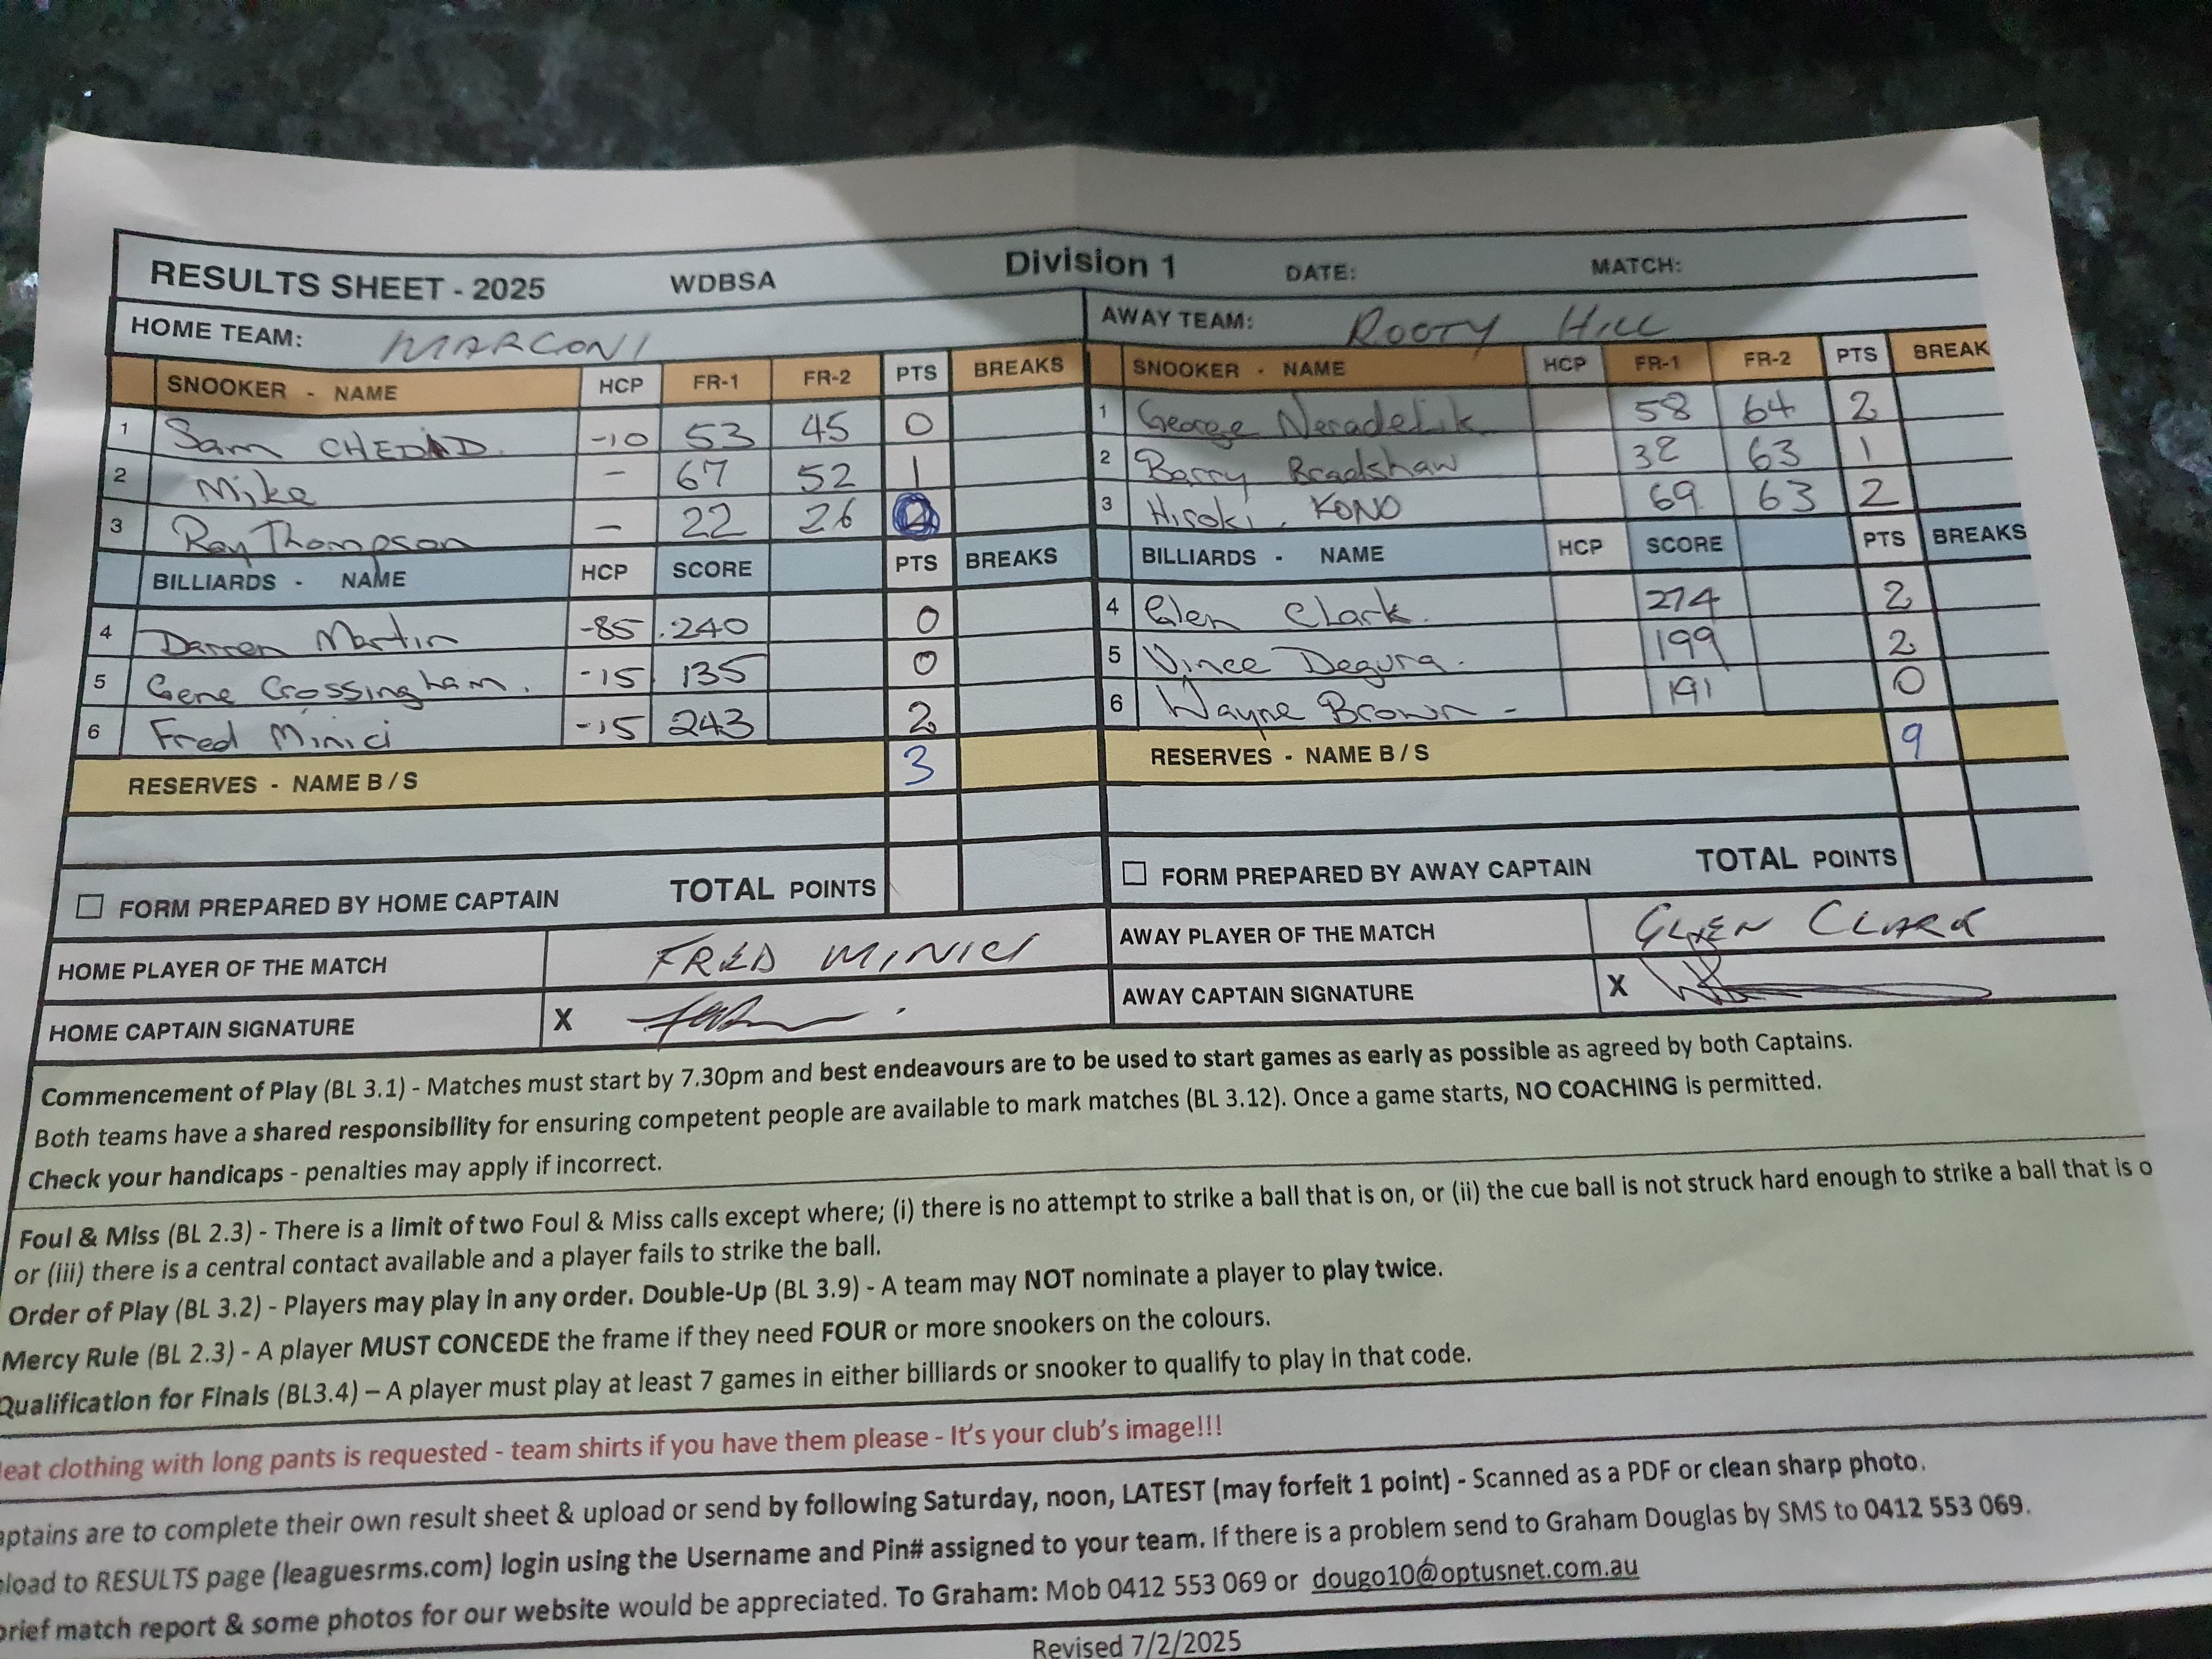 RESULTS SHEET - 2025 WDBSA Division 1 DATE: MATCH:
HOME TEAM: MARCONI AWAY TEAM: ROOTY HILL
SNOOKER - NAME HCP FR-1 FR-2 PTS BREAKS SNOOKER - NAME HCP FR-1 FR-2 PTS BREAK
1 Sam CHEDID -10 53 45 0 1 George Neradelik 58 64 2
2 Mike - 67 52 1 2 Barry Bradshaw 32 63 1
3 Ray Thompson - 22 26 3 Hiroki. KONO 69 63 2
BILLIARDS - NAME HCP SCORE PTS BREAKS BILLIARDS - NAME HCP SCORE PTS BREAKS
4 Darren Martin -85 240 0 4 Glen Clark. 274 2
5 Gene Crossingham. -15 135 0 5 Vince Degura. 199 2
6 Fred Minici -15 243 2 6 Wayne Brown - 191 0
RESERVES - NAME B / S 3 RESERVES - NAME B / S 9
FORM PREPARED BY HOME CAPTAIN TOTAL POINTS FORM PREPARED BY AWAY CAPTAIN TOTAL POINTS
HOME PLAYER OF THE MATCH FRED MINICI AWAY PLAYER OF THE MATCH GLEN CLARK
HOME CAPTAIN SIGNATURE X AWAY CAPTAIN SIGNATURE X
Commencement of Play (BL 3.1) - Matches must start by 7.30pm and best endeavours are to be used to start games as early as possible as agreed by both Captains.
Both teams have a shared responsibility for ensuring competent people are available to mark matches (BL 3.12). Once a game starts, NO COACHING is permitted.
Check your handicaps - penalties may apply if incorrect.
Foul & Miss (BL 2.3) - There is a limit of two Foul & Miss calls except where; (i) there is no attempt to strike a ball that is on, or (ii) the cue ball is not struck hard enough to strike a ball that is o
or (iii) there is a central contact available and a player fails to strike the ball.
Order of Play (BL 3.2) - Players may play in any order. Double-Up (BL 3.9) - A team may NOT nominate a player to play twice.
Mercy Rule (BL 2.3) - A player MUST CONCEDE the frame if they need FOUR or more snookers on the colours.
Qualification for Finals (BL3.4) – A player must play at least 7 games in either billiards or snooker to qualify to play in that code.
eat clothing with long pants is requested - team shirts if you have them please - It's your club's image!!!
aptains are to complete their own result sheet & upload or send by following Saturday, noon, LATEST (may forfeit 1 point) - Scanned as a PDF or clean sharp photo.
load to RESULTS page (leaguesrms.com) login using the Username and Pin# assigned to your team. If there is a problem send to Graham Douglas by SMS to 0412 553 069.
brief match report & some photos for our website would be appreciated. To Graham: Mob 0412 553 069 or dougo10@optusnet.com.au
Revised 7/2/2025